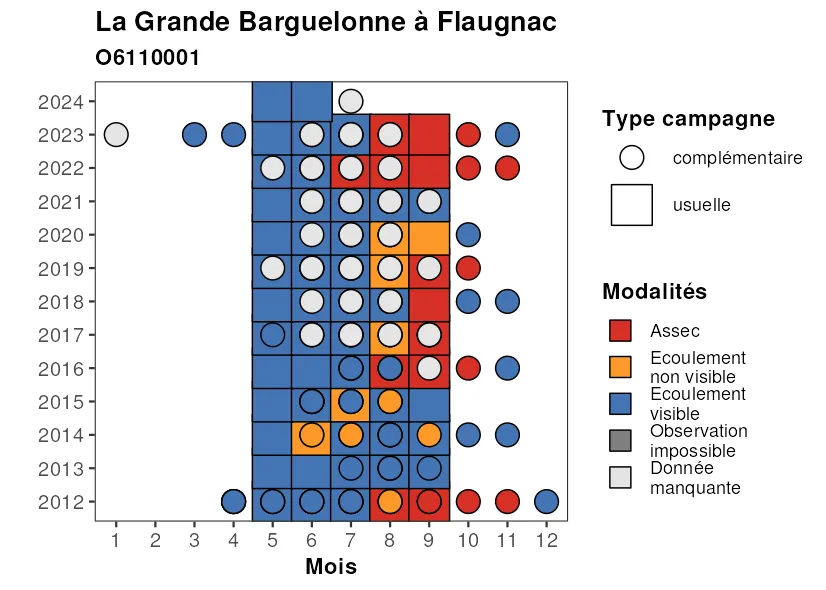 La Grande Barguelonne à Flaugnac
O6110001
2024
2023
2022
2021
2020
2019
2018
2017
2016
2015
2014
2013
2012
1 2 3 4 5 6 7 8 9 10 11 12
Mois
Type campagne
complémentaire
usuelle
Modalités
Assec
Ecoulement
non visible
Ecoulement
visible
Observation
impossible
Donnée
manquante